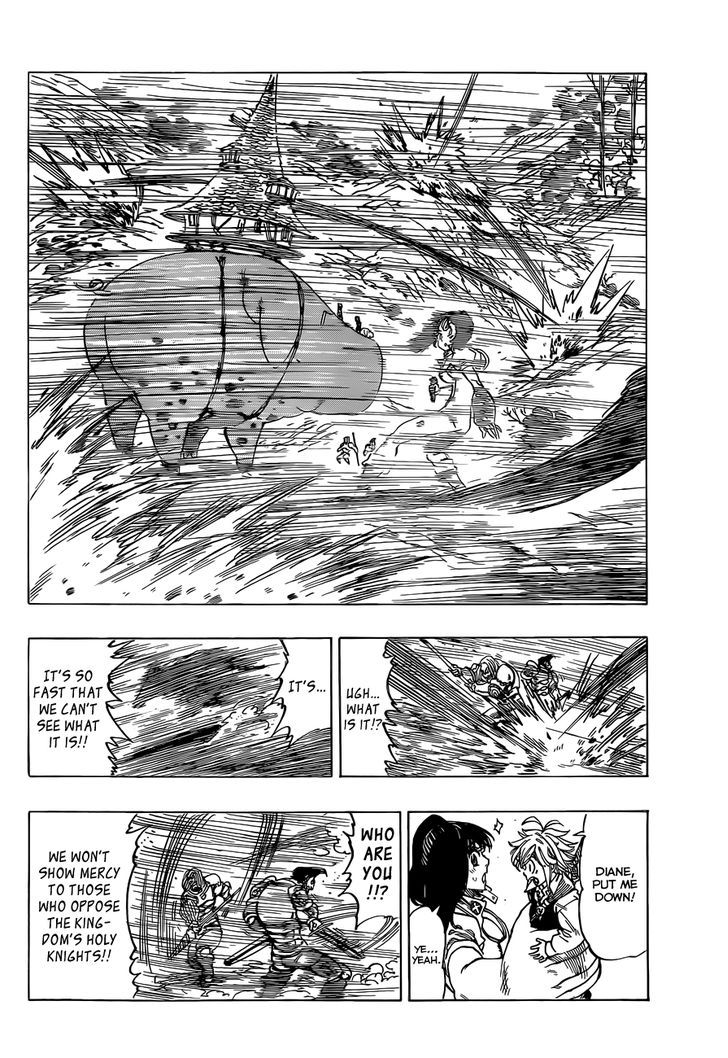 UGH...
WHAT
IS IT!?
IT'S...
IT'S SO
FAST THAT
WE CAN'T
SEE WHAT
IT IS!!
DIANE,
PUT ME
DOWN!
YE...
YEAH.
WHO
ARE
YOU
!!?
WE WON'T
SHOW MERCY
TO THOSE
WHO OPPOSE
THE KING-
DOM'S HOLY
KNIGHTS!!